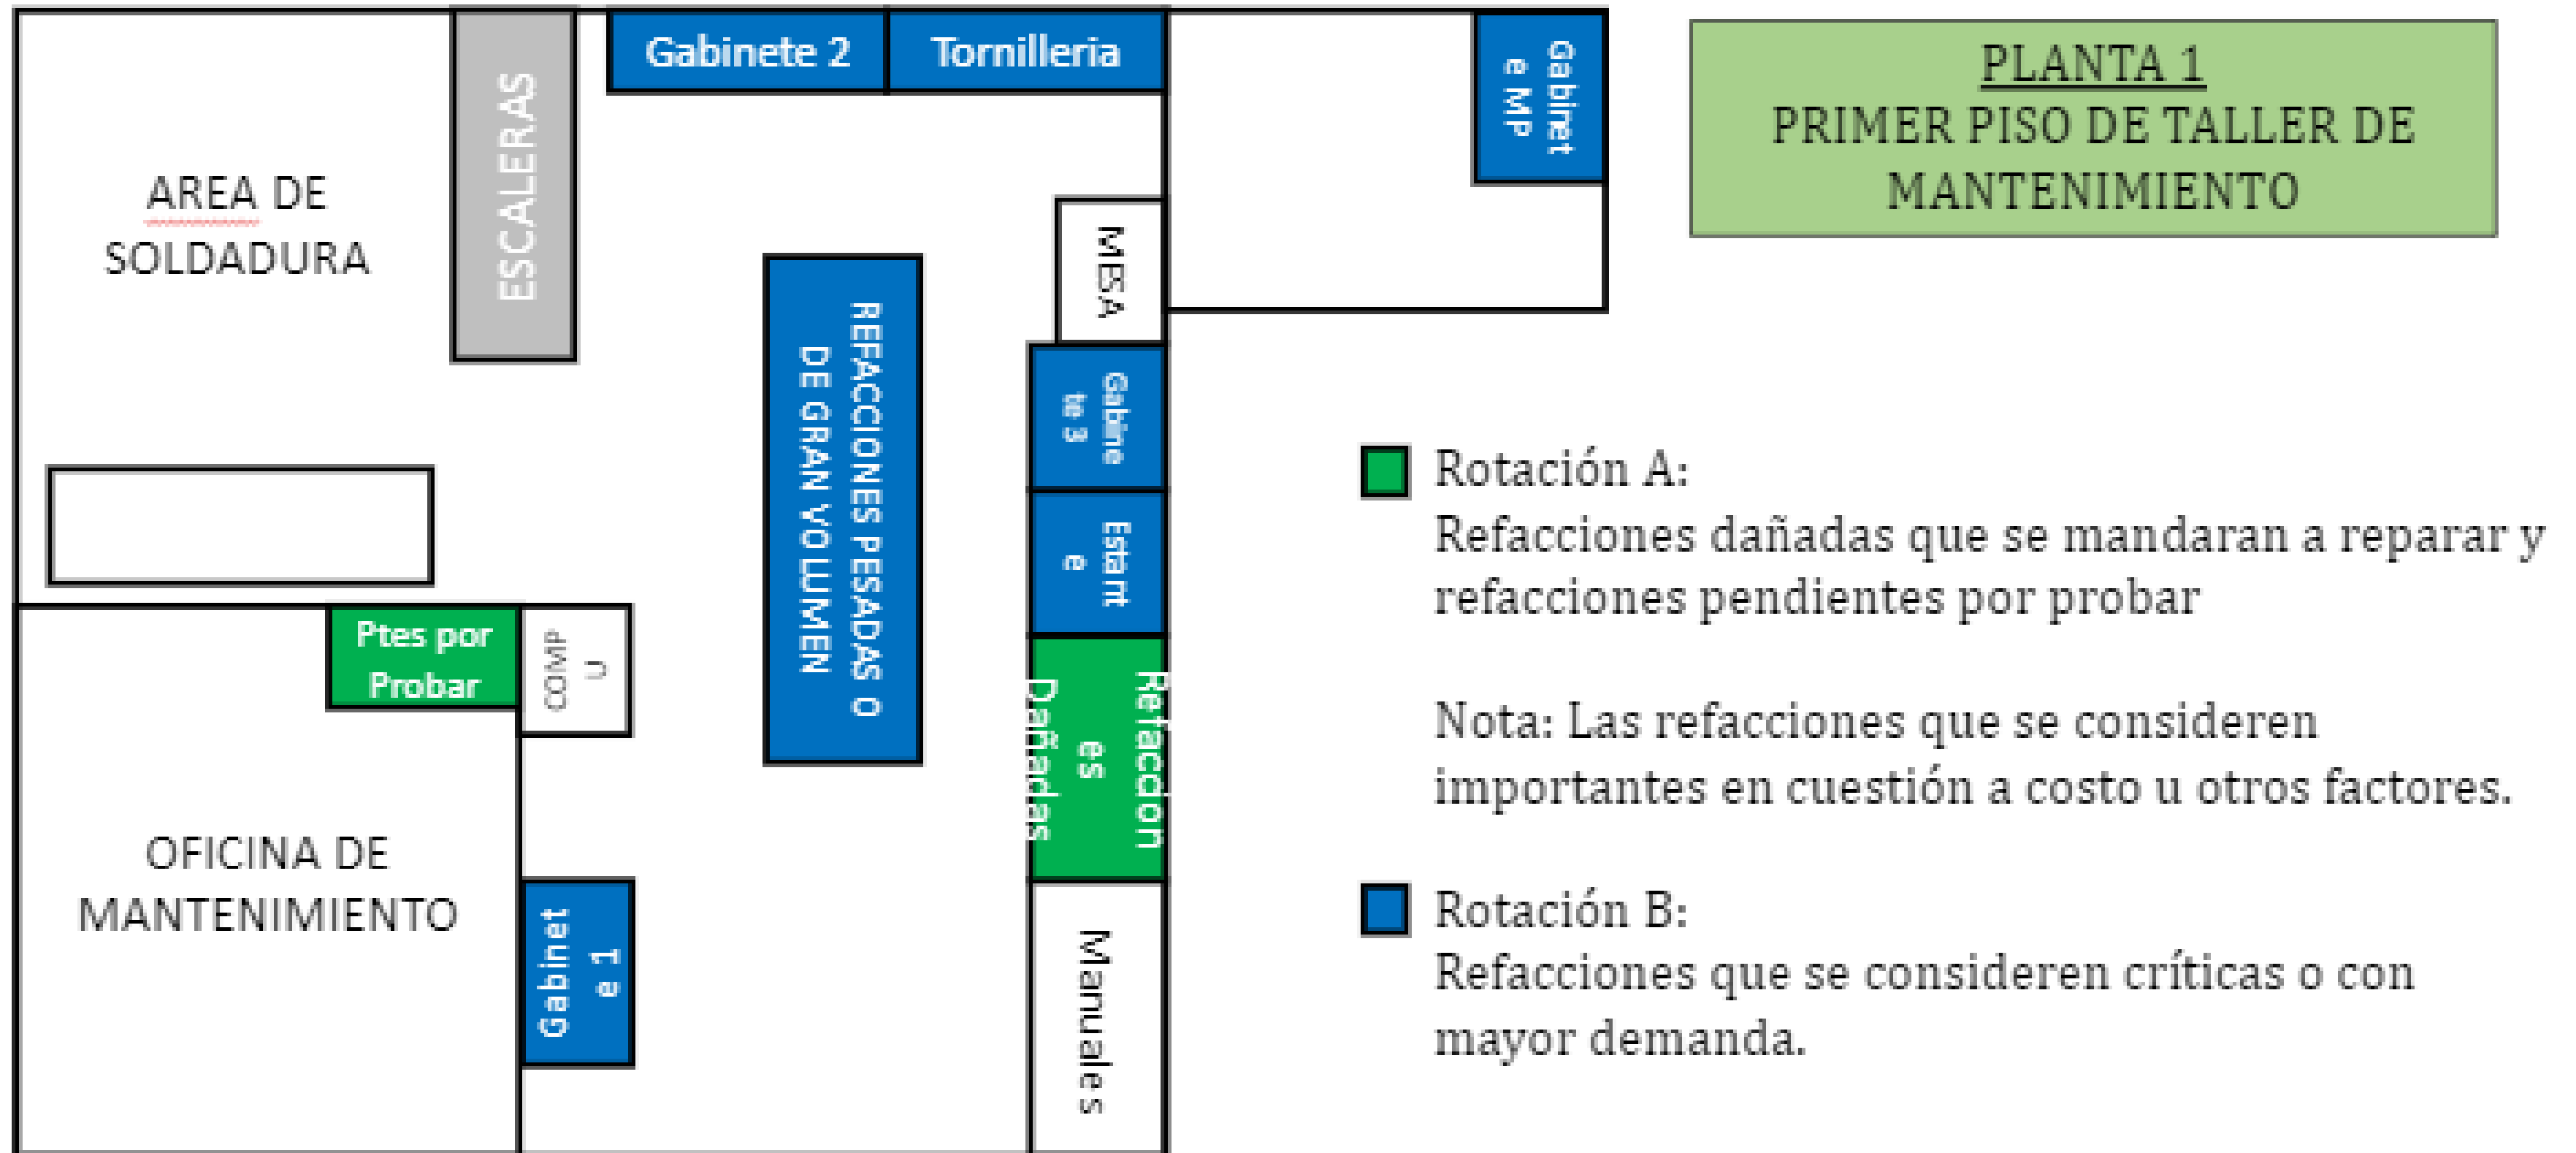 Gabinete 2
Tornilleria
Gabinet
e MP
PLANTA 1
PRIMER PISO DE TALLER DE
MANTENIMIENTO
ESCALERAS
AREA DE
SOLDADURA
MESA
REFACCIONES PESADAS O
DE GRAN VOLUMEN
Gabine
te 3
Estant
e
Rotación A:
Refacciones dañadas que se mandaran a reparar y
refacciones pendientes por probar
Ptes por
Probar
COMP
U
Refaccion
es
Dañadas
Nota: Las refacciones que se consideren
importantes en cuestión a costo u otros factores.
OFICINA DE
MANTENIMIENTO
Gabinet
e 1
Manuales
Rotación B:
Refacciones que se consideren críticas o con
mayor demanda.